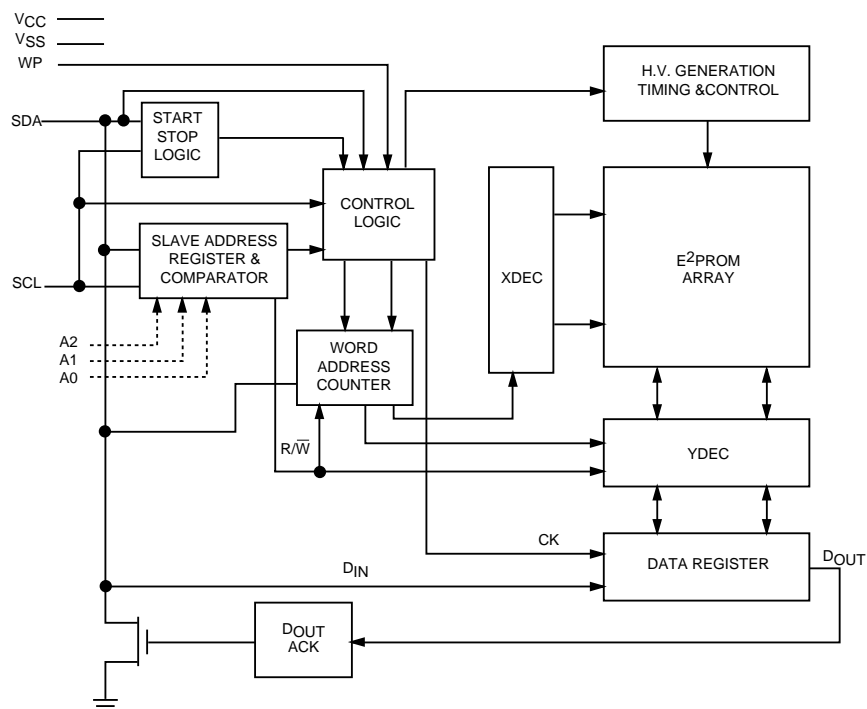 VCC
VSS
WP
H.V. GENERATION
TIMING &CONTROL
SDA
START
STOP
LOGIC
CONTROL
LOGIC
SLAVE ADDRESS
REGISTER &
COMPARATOR
SCL
XDEC
E2PROM
ARRAY
A2
A1
A0
WORD
ADDRESS
COUNTER
R/W̅
YDEC
CK
DIN
DATA REGISTER
DOUT
DOUT
ACK